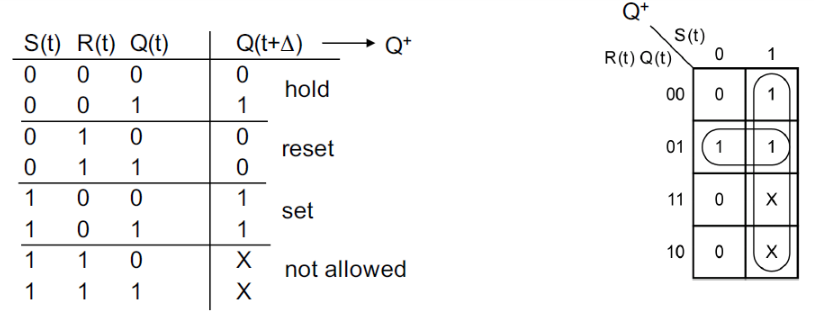 S(t) R(t) Q(t) Q(t+Δ) → Q⁺
0 0 0 0
hold
0 0 1 1
0 1 0 0
reset
0 1 1 0
1 0 0 1
set
1 0 1 1
1 1 0 X
not allowed
1 1 1 X
Q⁺
S(t)
R(t) Q(t) 0 1
00 0 1
01 1 1
11 0 X
10 0 X